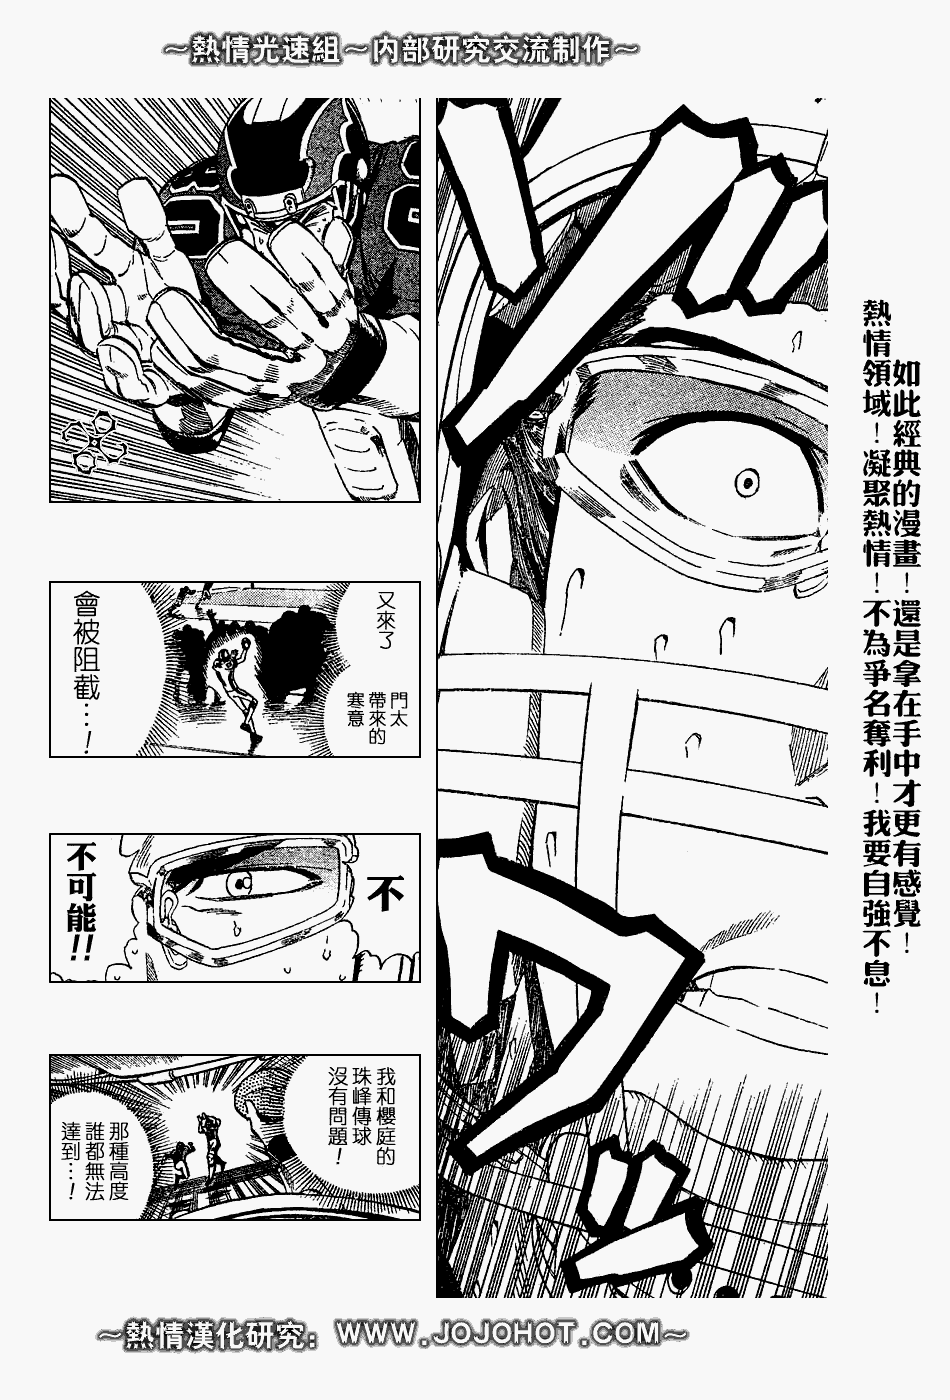 ～熱情光速組～内部研究交流制作～
如此經典的漫畫！還是拿在手中才更有感覺！
熱情領域！凝聚熱情！不為爭名奪利！我要自強不息！
ゾクッ
又來了
門太
帶來的
寒意
會被阻截…！
不
不可能!!
我和櫻庭的
珠峰傳球
沒有問題！
那種高度
誰都無法
達到…！
～熱情漢化研究：WWW.JOJOHOT.COM～